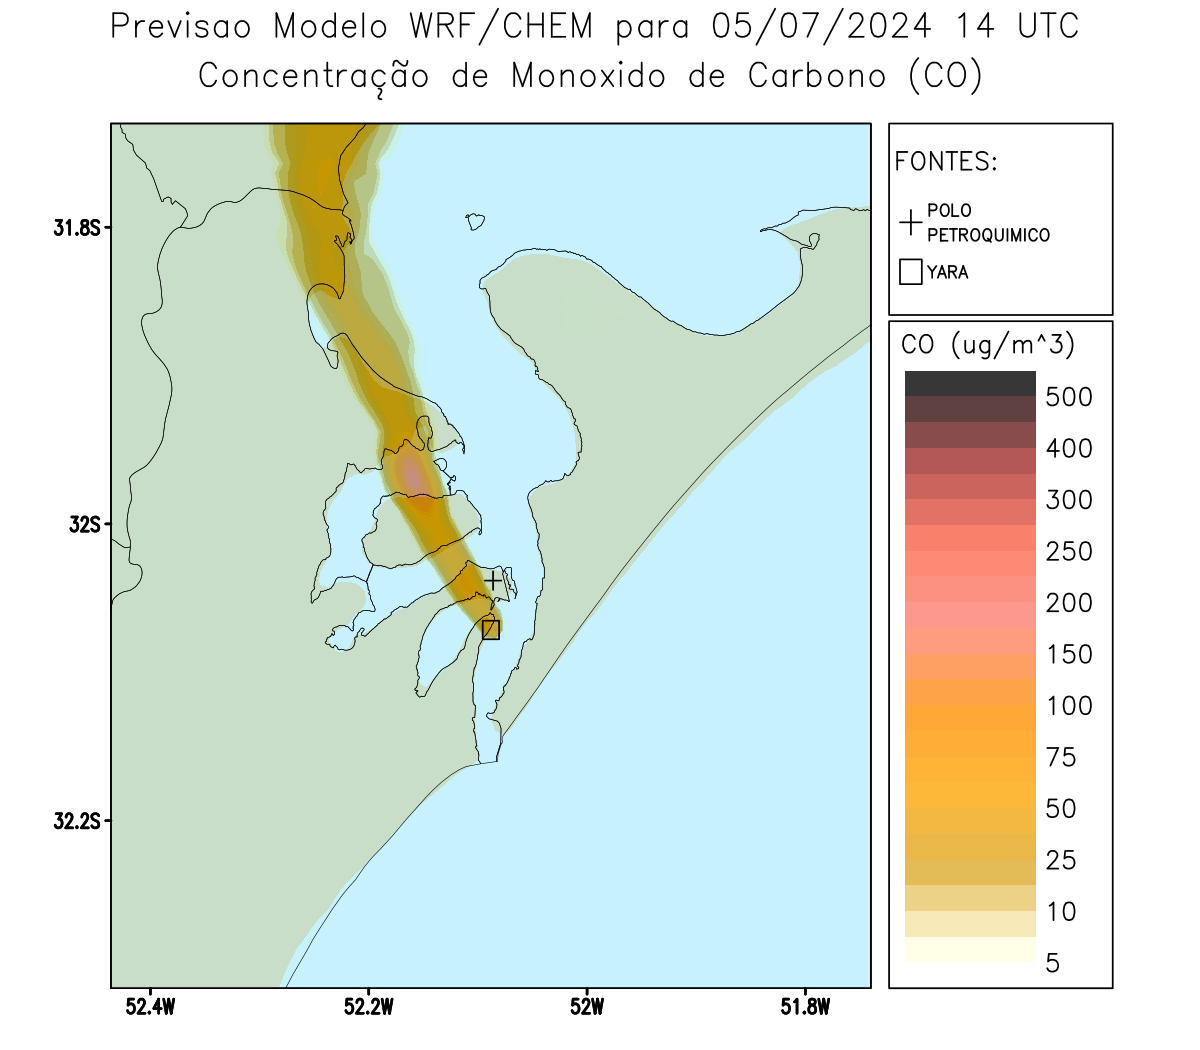 Previsao Modelo WRF/CHEM para 05/07/2024 14 UTC
Concentração de Monoxido de Carbono (CO)
FONTES:
POLO
PETROQUIMICO
YARA
CO (ug/m^3)
500
400
300
250
200
150
100
75
50
25
10
5
31.8S
32S
32.2S
52.4W
52.2W
52W
51.8W